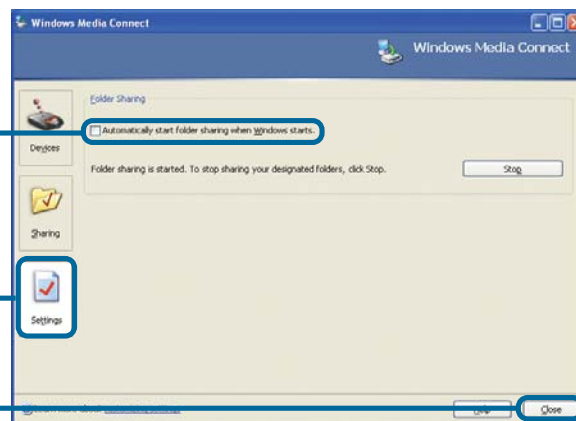 Windows Media Connect
Windows Media Connect
Folder Sharing
Automatically start folder sharing when Windows starts.
Devices
Folder sharing is started. To stop sharing your designated folders, click Stop.
Stop
Sharing
Settings
Help
Close